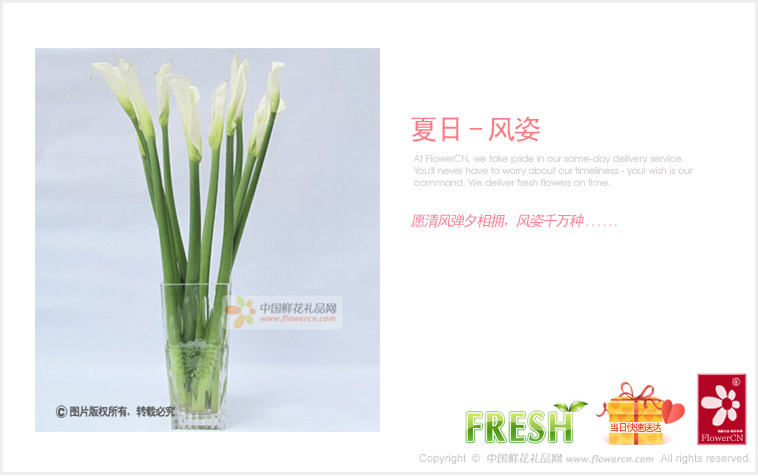 夏日－风姿
At FlowerCN, we take pride in our same-day delivery service.
You'll never have to worry about our timeliness - your wish is our
command. We deliver fresh flowers on time.
愿清风弹夕相拥，风姿千万种......
中国鲜花礼品网
www.flowercn.com
© 图片版权所有，转载必究
FRESH
当日快速送达
FlowerCN
Copyright © 中国鲜花礼品网 www.flowercn.com All rights reserved.